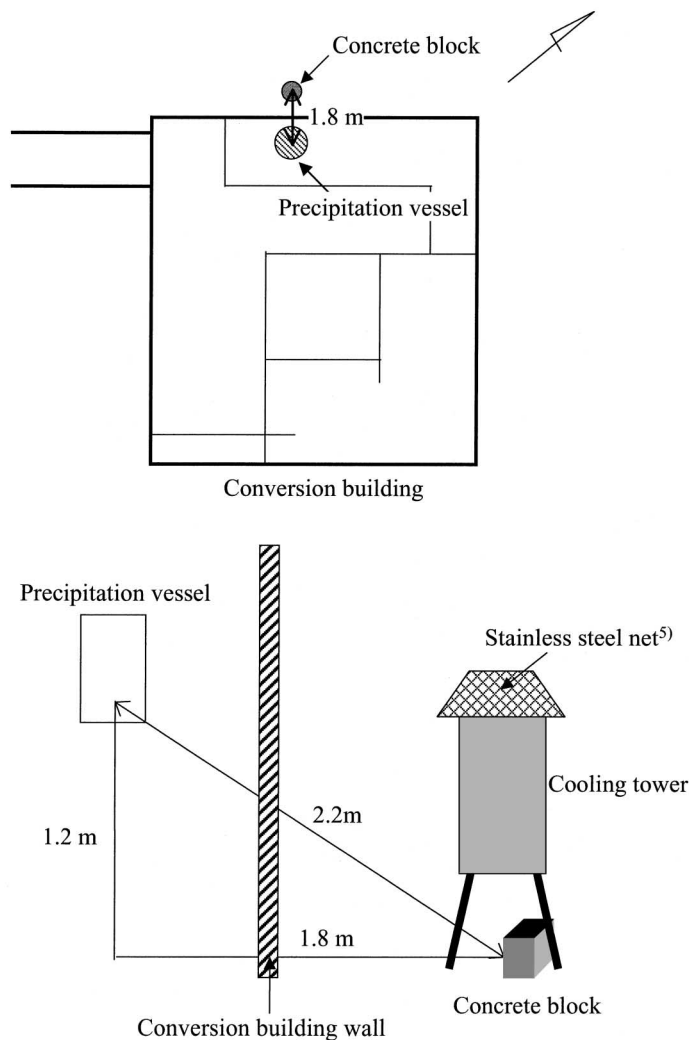 Concrete block
1.8 m
Precipitation vessel
Conversion building
Precipitation vessel
Stainless steel net5)
Cooling tower
2.2m
1.2 m
1.8 m
Concrete block
Conversion building wall